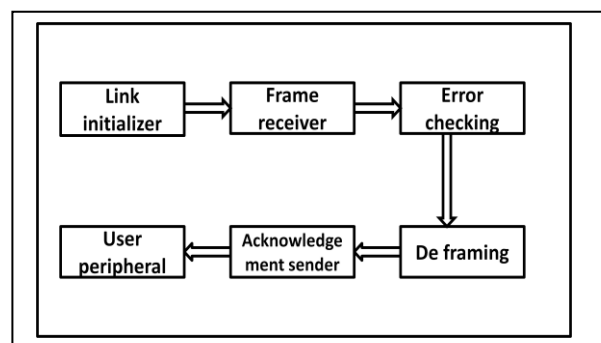 Link
initializer
Frame
receiver
Error
checking
User
peripheral
Acknowledge
ment sender
De framing